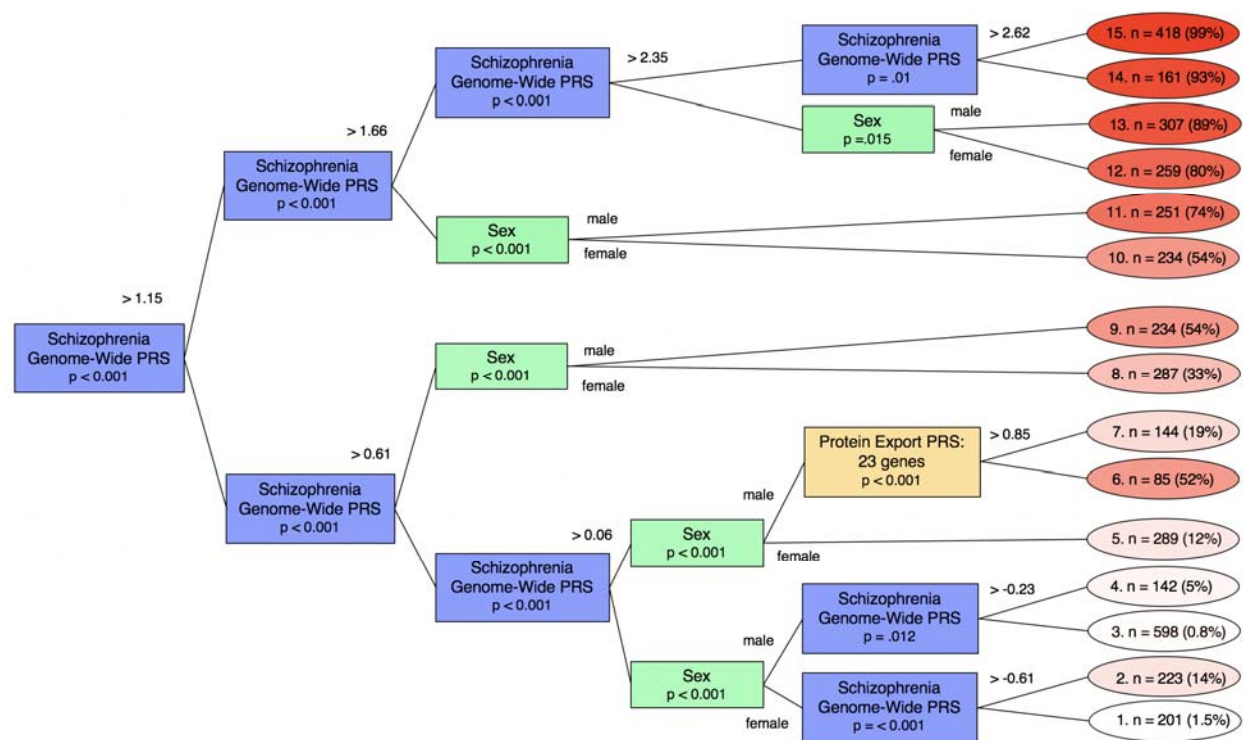 > 2.35
Schizophrenia
Genome-Wide PRS
p = .01
> 2.62
15. n = 418 (99%)
14. n = 161 (93%)
Schizophrenia
Genome-Wide PRS
p < 0.001
Sex
p =.015
male
female
13. n = 307 (89%)
12. n = 259 (80%)
> 1.66
Schizophrenia
Genome-Wide PRS
p < 0.001
Sex
p < 0.001
male
female
11. n = 251 (74%)
10. n = 234 (54%)
> 1.15
Schizophrenia
Genome-Wide PRS
p < 0.001
Sex
p < 0.001
male
female
9. n = 234 (54%)
8. n = 287 (33%)
> 0.61
Schizophrenia
Genome-Wide PRS
p < 0.001
Protein Export PRS:
23 genes
p < 0.001
> 0.85
7. n = 144 (19%)
6. n = 85 (52%)
> 0.06
Schizophrenia
Genome-Wide PRS
p < 0.001
Sex
p < 0.001
male
female
5. n = 289 (12%)
Schizophrenia
Genome-Wide PRS
p = .012
> -0.23
4. n = 142 (5%)
3. n = 598 (0.8%)
Sex
p < 0.001
male
female
Schizophrenia
Genome-Wide PRS
p = < 0.001
> -0.61
2. n = 223 (14%)
1. n = 201 (1.5%)